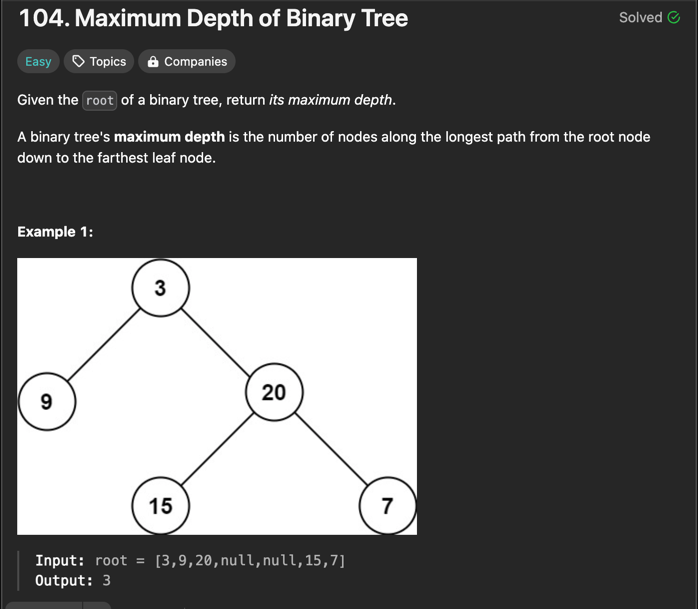 104. Maximum Depth of Binary Tree
Solved
Easy
Topics
Companies
Given the root of a binary tree, return its maximum depth.
A binary tree's maximum depth is the number of nodes along the longest path from the root node
down to the farthest leaf node.
Example 1:
3
9
20
15
7
Input: root = [3,9,20,null,null,15,7]
Output: 3